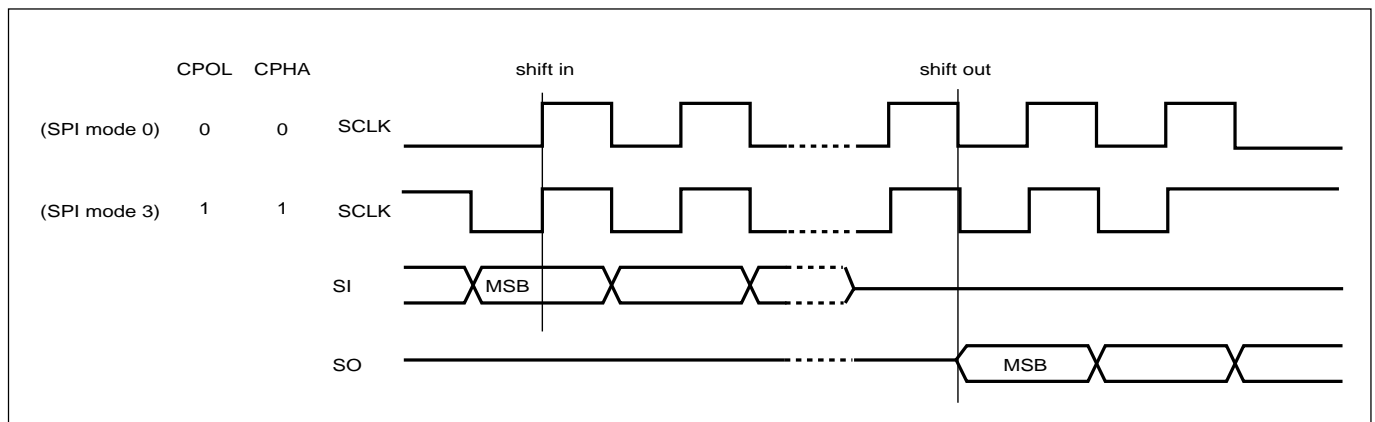 CPOL CPHA shift in shift out
(SPI mode 0) 0 0 SCLK
(SPI mode 3) 1 1 SCLK
SI MSB
SO MSB